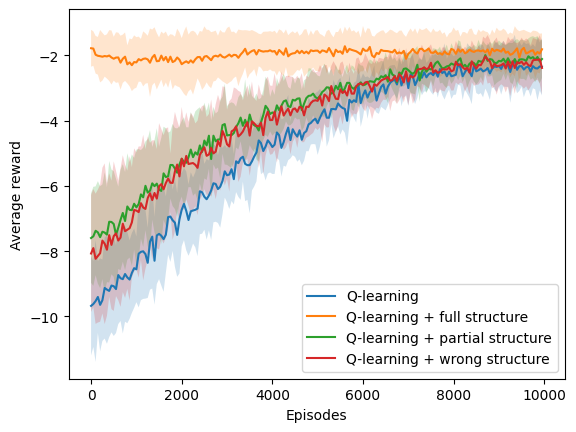 Average reward
−2
−4
−6
−8
−10
0
2000
4000
6000
8000
10000
Episodes
Q-learning
Q-learning + full structure
Q-learning + partial structure
Q-learning + wrong structure